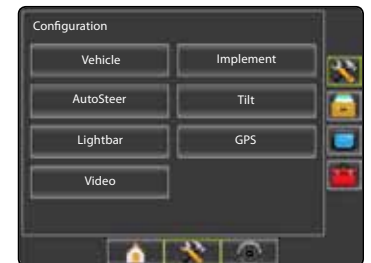 Configuration
Vehicle
Implement
AutoSteer
Tilt
Lightbar
GPS
Video